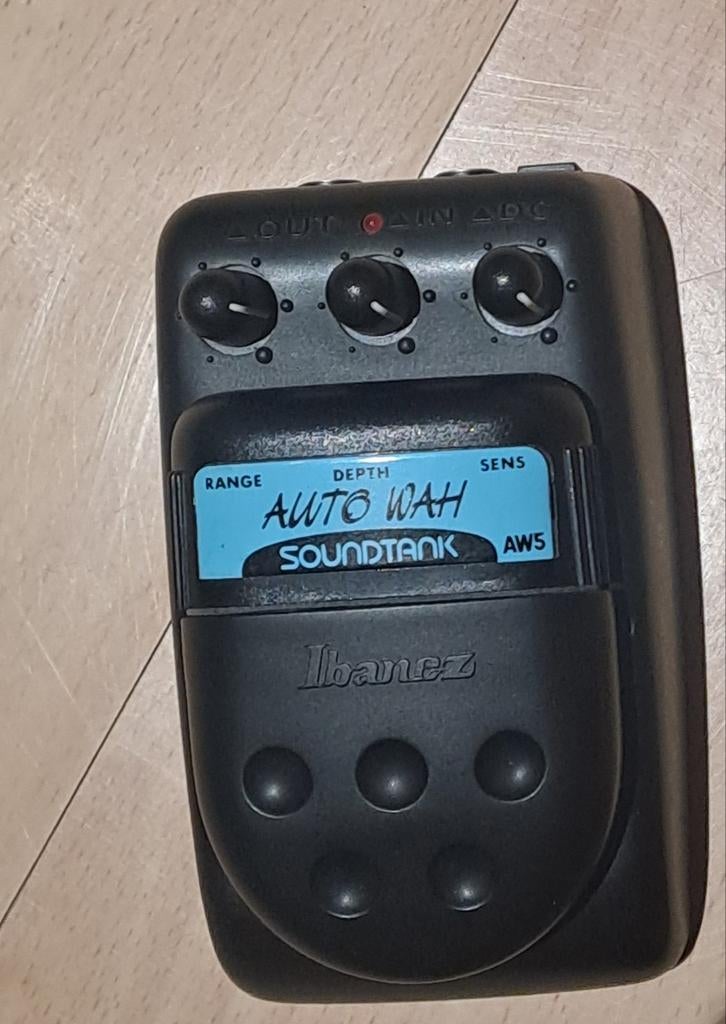 OUT IN DC
RANGE DEPTH SENS
AUTO WAH
SOUNDTANK AW5
Ibanez